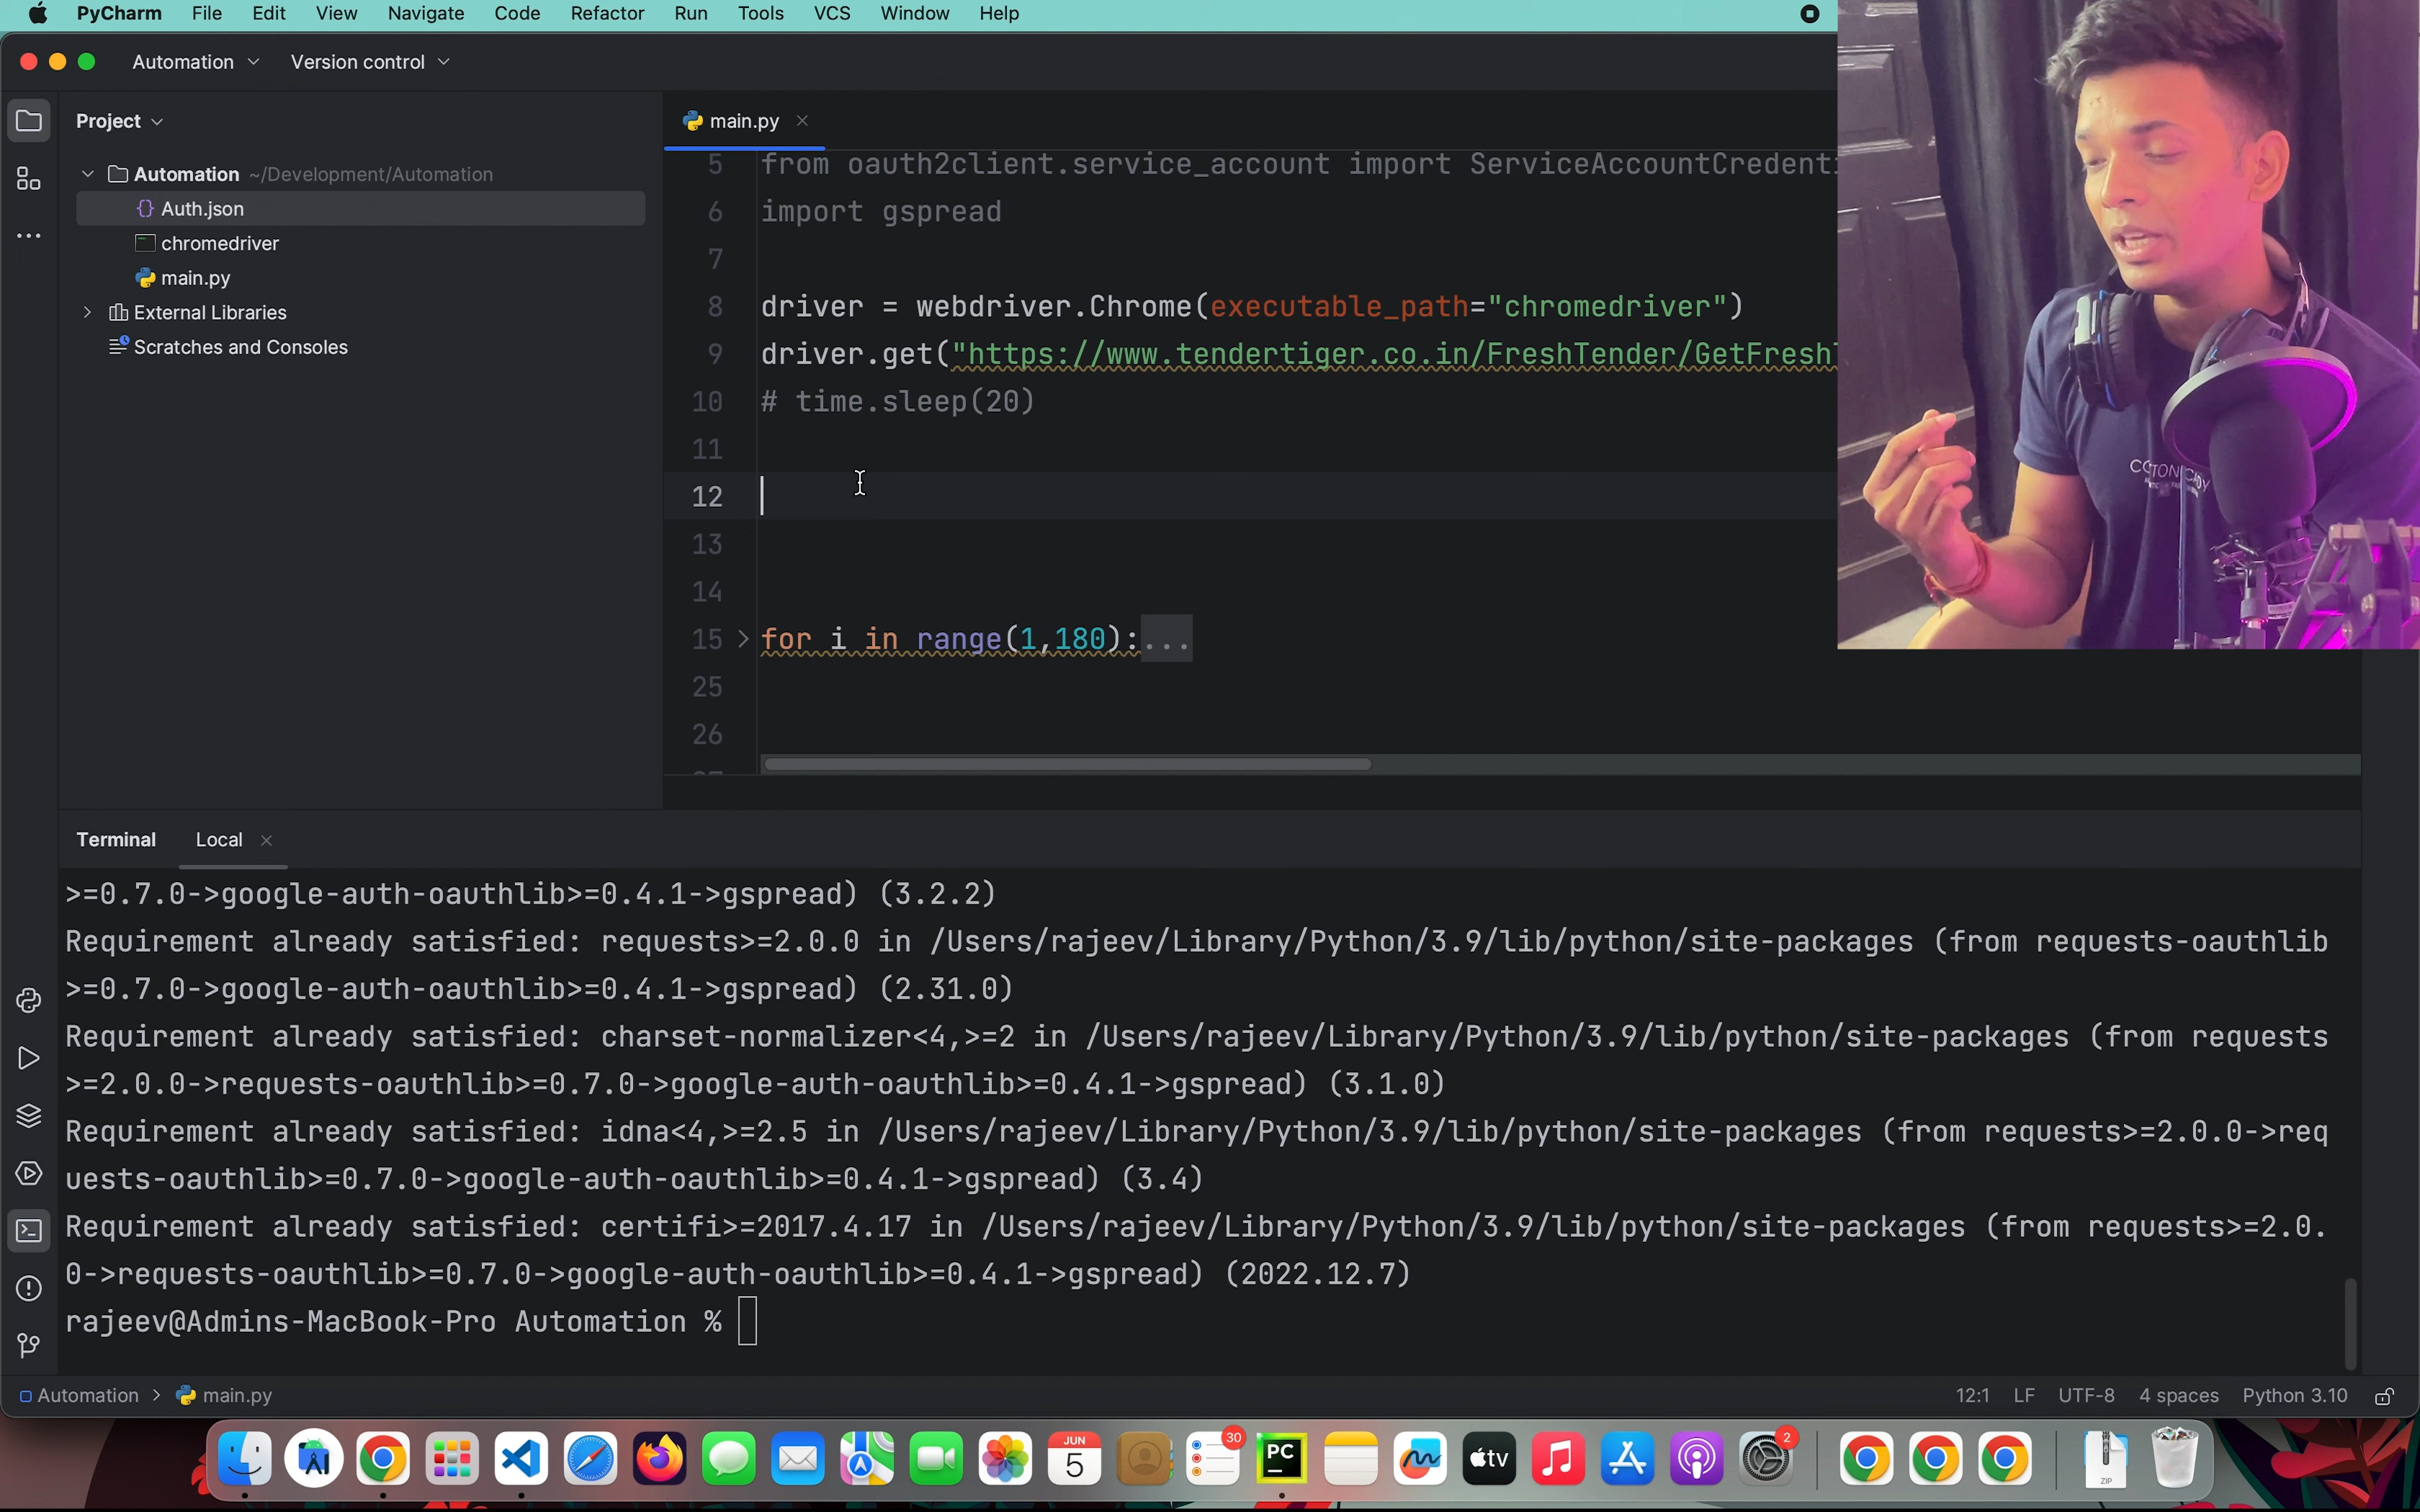 PyCharm File Edit View Navigate Code Refactor Run Tools VCS Window Help
Automation Version control
Project
main.py
Automation ~/Development/Automation
Auth.json
chromedriver
main.py
External Libraries
Scratches and Consoles
5 from oauth2client.service_account import ServiceAccountCredenti
6 import gspread
7
8 driver = webdriver.Chrome(executable_path="chromedriver")
9 driver.get("https://www.tendertiger.co.in/FreshTender/GetFresh
10 # time.sleep(20)
11
12
13
14
15 for i in range(1,180):...
25
26
Terminal Local
>=0.7.0->google-auth-oauthlib>=0.4.1->gspread) (3.2.2)
Requirement already satisfied: requests>=2.0.0 in /Users/rajeev/Library/Python/3.9/lib/python/site-packages (from requests-oauthlib
>=0.7.0->google-auth-oauthlib>=0.4.1->gspread) (2.31.0)
Requirement already satisfied: charset-normalizer<4,>=2 in /Users/rajeev/Library/Python/3.9/lib/python/site-packages (from requests
>=2.0.0->requests-oauthlib>=0.7.0->google-auth-oauthlib>=0.4.1->gspread) (3.1.0)
Requirement already satisfied: idna<4,>=2.5 in /Users/rajeev/Library/Python/3.9/lib/python/site-packages (from requests>=2.0.0->req
uests-oauthlib>=0.7.0->google-auth-oauthlib>=0.4.1->gspread) (3.4)
Requirement already satisfied: certifi>=2017.4.17 in /Users/rajeev/Library/Python/3.9/lib/python/site-packages (from requests>=2.0.
0->requests-oauthlib>=0.7.0->google-auth-oauthlib>=0.4.1->gspread) (2022.12.7)
rajeev@Admins-MacBook-Pro Automation %
Automation > main.py
12:1 LF UTF-8 4 spaces Python 3.10
JUN
5
30
PC
tv
2
ZIP